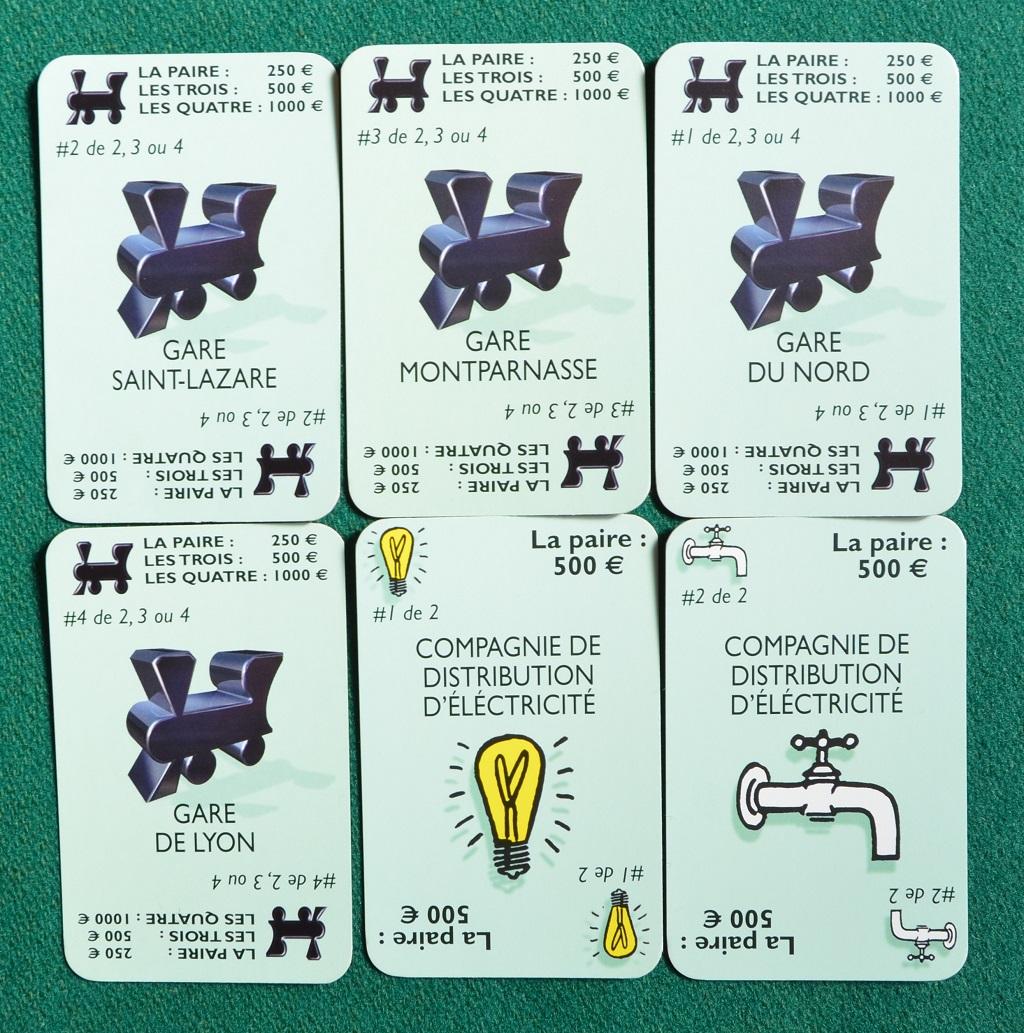 LA PAIRE : 250 €
LES TROIS : 500 €
LES QUATRE : 1000 €
#2 de 2, 3 ou 4
GARE
SAINT-LAZARE
#2 de 2, 3 ou 4
LA PAIRE : 250 €
LES TROIS : 500 €
LES QUATRE : 1000 €
LA PAIRE : 250 €
LES TROIS : 500 €
LES QUATRE : 1000 €
#3 de 2, 3 ou 4
GARE
MONTPARNASSE
#3 de 2, 3 ou 4
LA PAIRE : 250 €
LES TROIS : 500 €
LES QUATRE : 1000 €
LA PAIRE : 250 €
LES TROIS : 500 €
LES QUATRE : 1000 €
#1 de 2, 3 ou 4
GARE
DU NORD
#1 de 2, 3 ou 4
LA PAIRE : 250 €
LES TROIS : 500 €
LES QUATRE : 1000 €
LA PAIRE : 250 €
LES TROIS : 500 €
LES QUATRE : 1000 €
#4 de 2, 3 ou 4
GARE
DE LYON
#4 de 2, 3 ou 4
LA PAIRE : 250 €
LES TROIS : 500 €
LES QUATRE : 1000 €
La paire :
500 €
#1 de 2
COMPAGNIE DE
DISTRIBUTION
D'ÉLÉCTRICITÉ
#1 de 2
La paire :
500 €
La paire :
500 €
#2 de 2
COMPAGNIE DE
DISTRIBUTION
D'ÉLÉCTRICITÉ
#2 de 2
La paire :
500 €